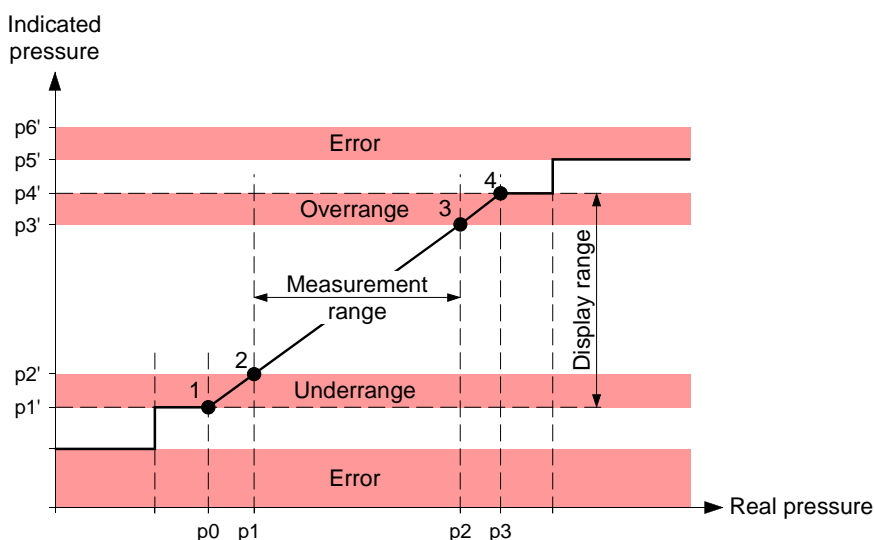 Indicated
pressure
p6'
Error
p5'
p4'
4
Overrange
3
p3'
Measurement
range
Display range
p2'
2
1
Underrange
p1'
Error
Real pressure
p0
p1
p2
p3